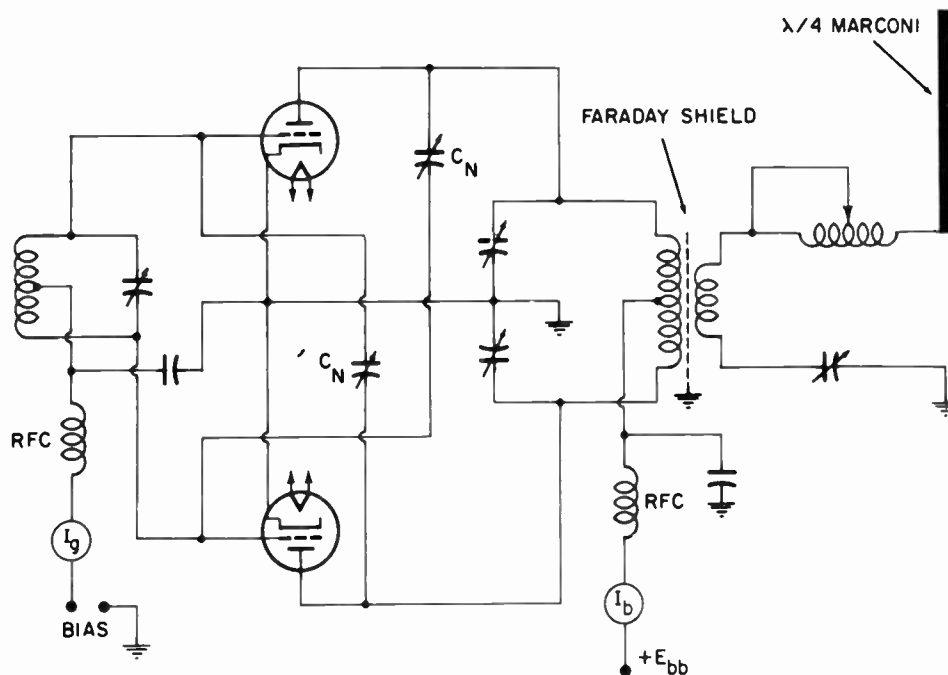 λ/4 MARCONI
FARADAY SHIELD
C_N
C_N
RFC
RFC
I_g
I_b
BIAS
+E_bb